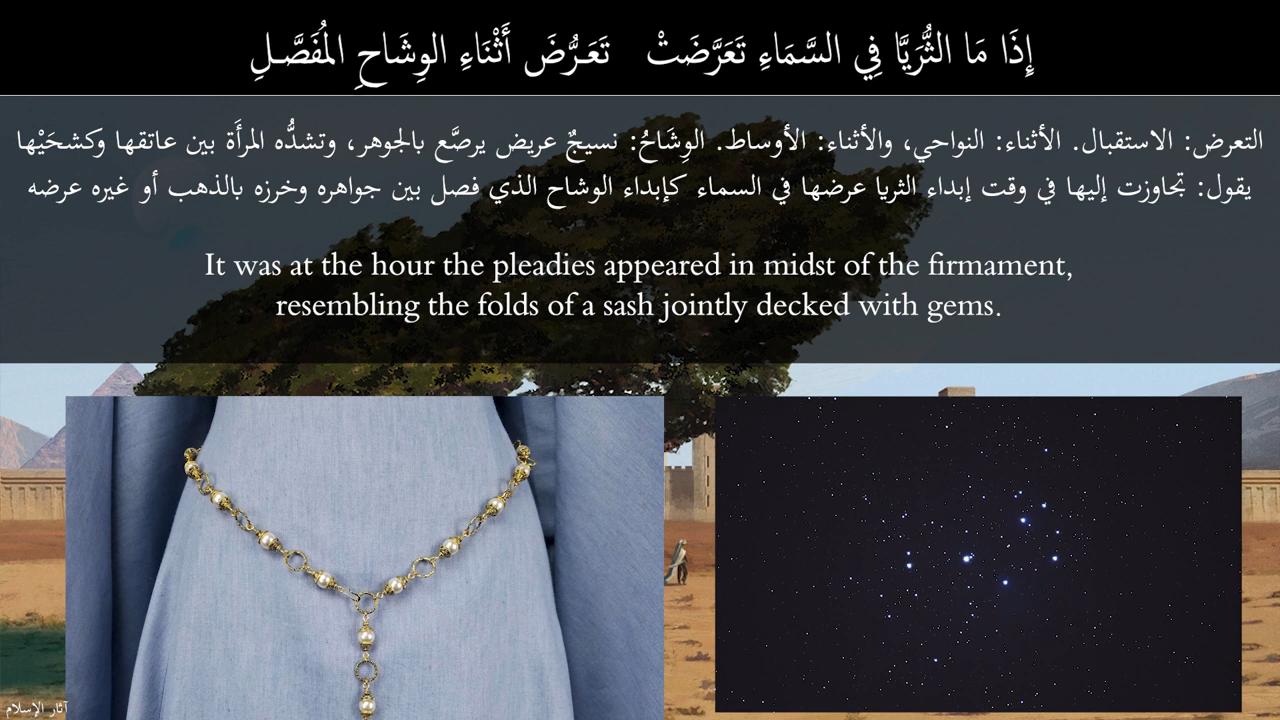 إِذَا مَا الثُّرَيَّا فِي السَّمَاءِ تَعَرَّضَتْ   تَعَرُّضَ أَثْنَاءِ الوِشَاحِ المُفَصَّلِ
التعرض: الاستقبال. الأثناء: النواحي، والأثناء: الأوساط. الوِشَاحُ: نسيجٌ عريض يرصَّع بالجوهر، وتشدُّه المرأَة بين عاتقها وكشحَيْها
يقول: تجاوزت إليها في وقت إبداء الثريا عرضها في السماء كإبداء الوشاح الذي فصل بين جواهره وخرزه بالذهب أو غيره عرضه
It was at the hour the pleadies appeared in midst of the firmament,
resembling the folds of a sash jointly decked with gems.
آثار الإسلام